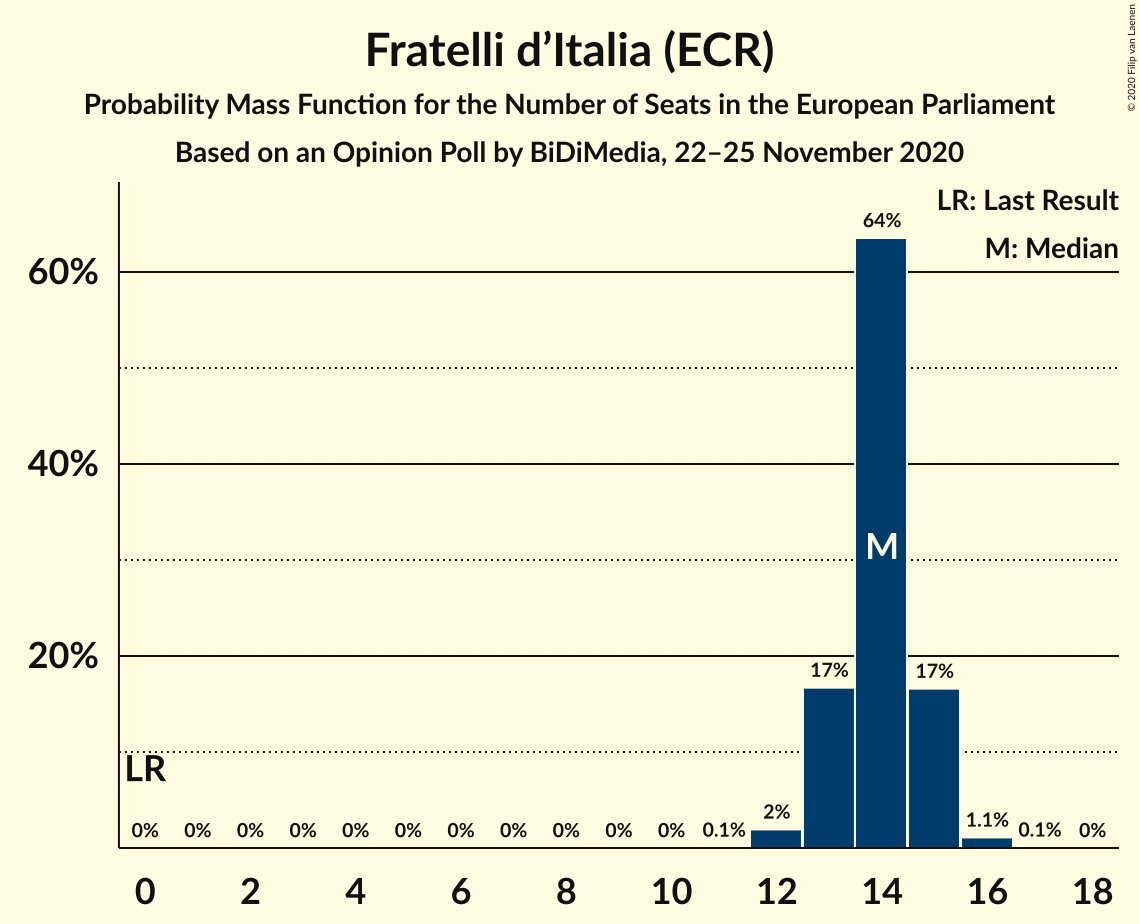 Fratelli d’Italia (ECR)
Probability Mass Function for the Number of Seats in the European Parliament
Based on an Opinion Poll by BiDiMedia, 22–25 November 2020
© 2020 Filip van Laenen
LR: Last Result
M: Median
60%
40%
20%
64%
M
17%
17%
LR
0%
0%
0%
0%
0%
0%
0%
0%
0%
0%
0%
0.1%
2%
1.1%
0.1%
0%
0 2 4 6 8 10 12 14 16 18